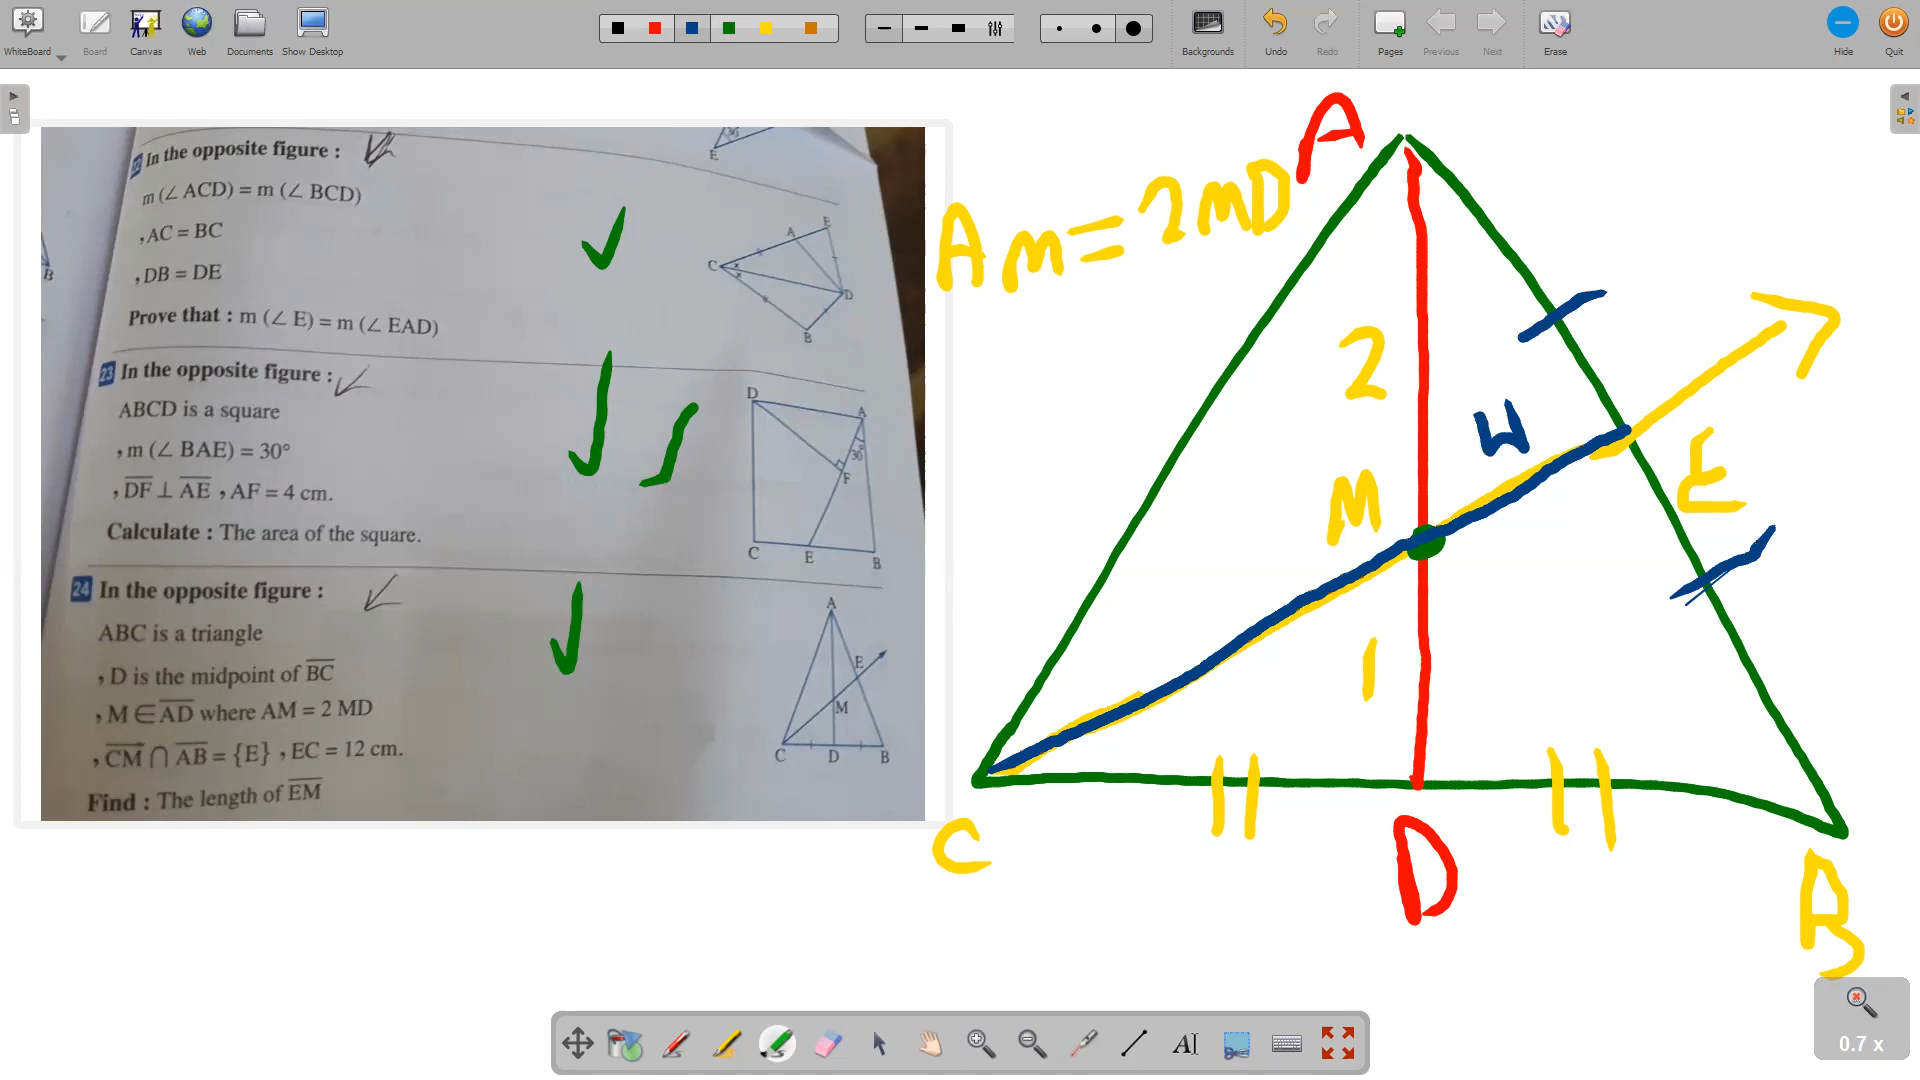 WhiteBoard
Board
Canvas
Web
Documents
Show Desktop
Backgrounds
Undo
Redo
Pages
Previous
Next
Erase
Hide
Quit
In the opposite figure :
m (∠ ACD) = m (∠ BCD)
, AC = BC
, DB = DE
Prove that : m (∠ E) = m (∠ EAD)
E
A
E
C
D
B
B
23 In the opposite figure :
ABCD is a square
, m (∠ BAE) = 30°
, DF ⊥ AE , AF = 4 cm.
Calculate : The area of the square.
D
A
30°
F
C
E
B
24 In the opposite figure :
ABC is a triangle
, D is the midpoint of BC
, M ∈ AD where AM = 2 MD
, CM ∩ AB = {E} , EC = 12 cm.
Find : The length of EM
A
E
M
C
D
B
A
AM = 2MD
2
E
M
1
C
D
B
AI
0.7 x